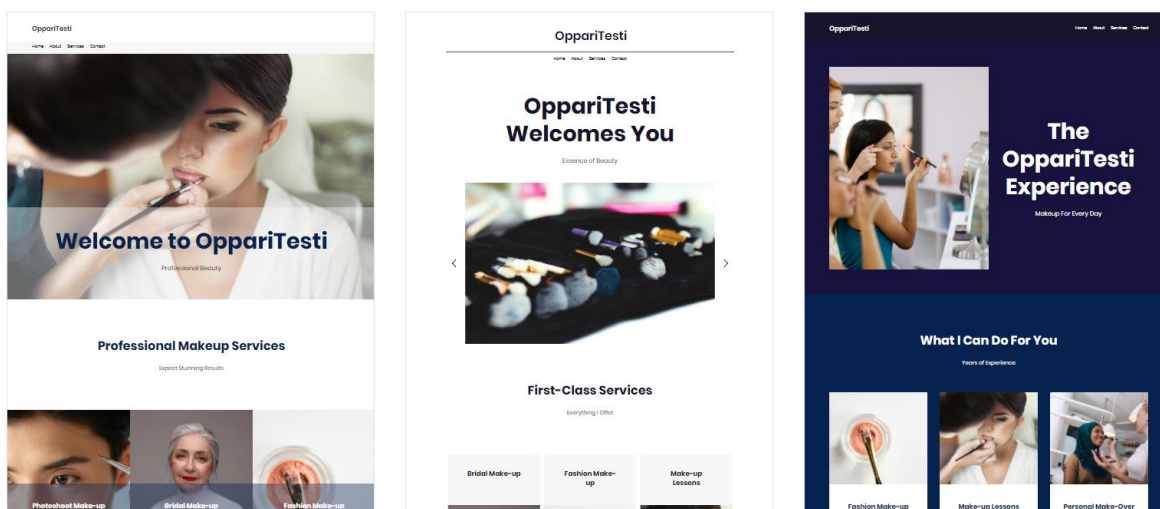 OppariTesti
Home About Services Contact
Welcome to OppariTesti
Professional Beauty
Professional Makeup Services
Expect Stunning Results
Photoshoot Make-up
Bridal Make-up
Fashion Make-up
OppariTesti
Home About Services Contact
OppariTesti
Welcomes You
Essence of Beauty
First-Class Services
Everything I Offer
Bridal Make-up
Fashion Make-
up
Make-up
Lessons
OppariTesti
Home About Services Contact
The
OppariTesti
Experience
Makeup For Every Day
What I Can Do For You
Years of Experience
Fashion Make-up
Make-up Lessons
Personal Make-Over